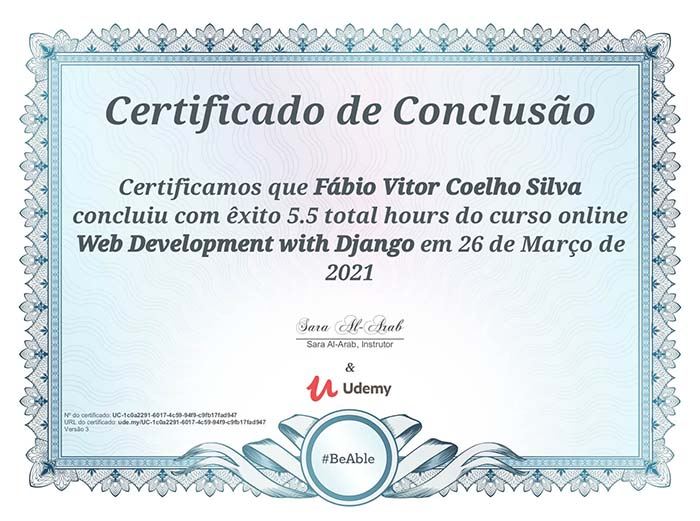 Certificado de Conclusão
Certificamos que Fábio Vitor Coelho Silva
concluiu com êxito 5.5 total hours do curso online
Web Development with Django em 26 de Março de
2021
Sara Al-Arab
Sara Al-Arab, Instrutor
&
Udemy
Nº do certificado: UC-1c0a2291-6017-4c59-94f9-c9fb17fad947
URL do certificado: ude.my/UC-1c0a2291-6017-4c59-94f9-c9fb17fad947
Versão 3
#BeAble